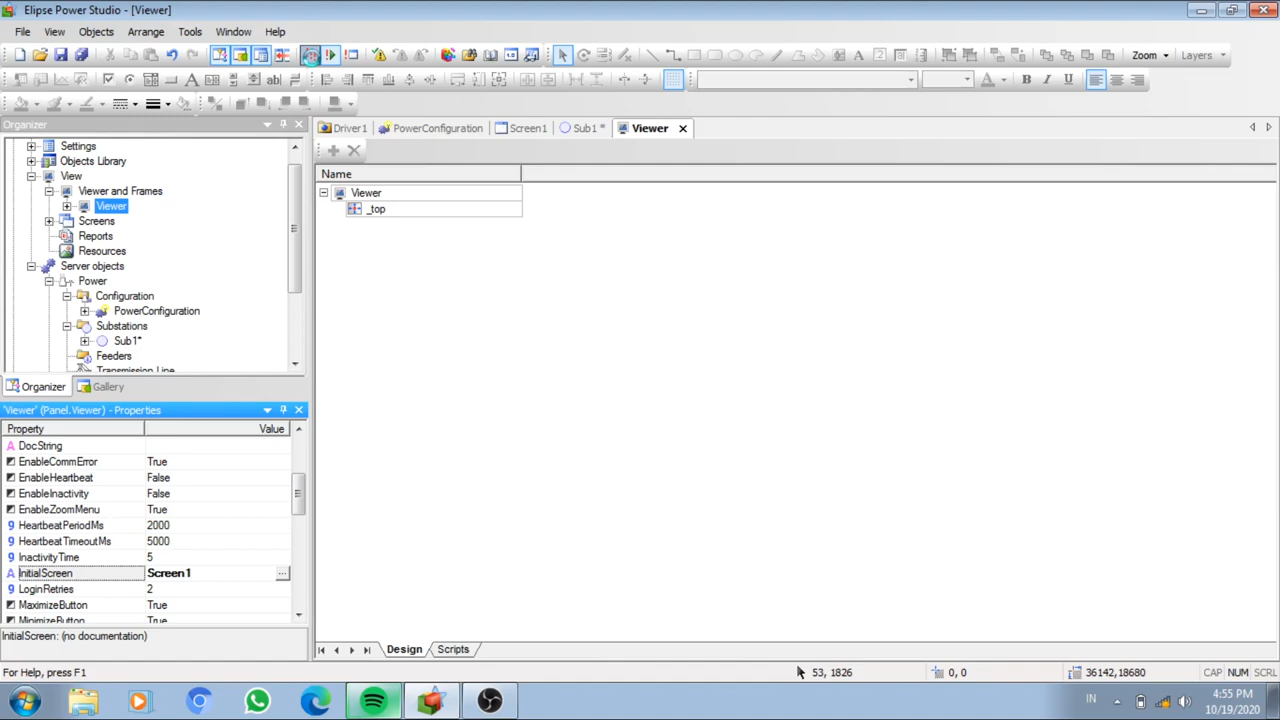 Elipse Power Studio - [Viewer]
File View Objects Arrange Tools Window Help
Zoom Layers
Organizer
Settings
Objects Library
View
Viewer and Frames
Viewer
Screens
Reports
Resources
Server objects
Power
Configuration
PowerConfiguration
Substations
Sub1*
Feeders
Transmission Line
Organizer Gallery
'Viewer' (Panel.Viewer) - Properties
Property Value
DocString
EnableCommError True
EnableHeartbeat False
EnableInactivity False
EnableZoomMenu True
HeartbeatPeriodMs 2000
HeartbeatTimeoutMs 5000
InactivityTime 5
InitialScreen Screen1 ...
LoginRetries 2
MaximizeButton True
MinimizeButton True
InitialScreen: (no documentation)
Driver1 PowerConfiguration Screen1 Sub1 * Viewer
Name
Viewer
_top
Design Scripts
For Help, press F1 53, 1826 0, 0 36142,18680 CAP NUM SCRL
IN 4:55 PM
10/19/2020